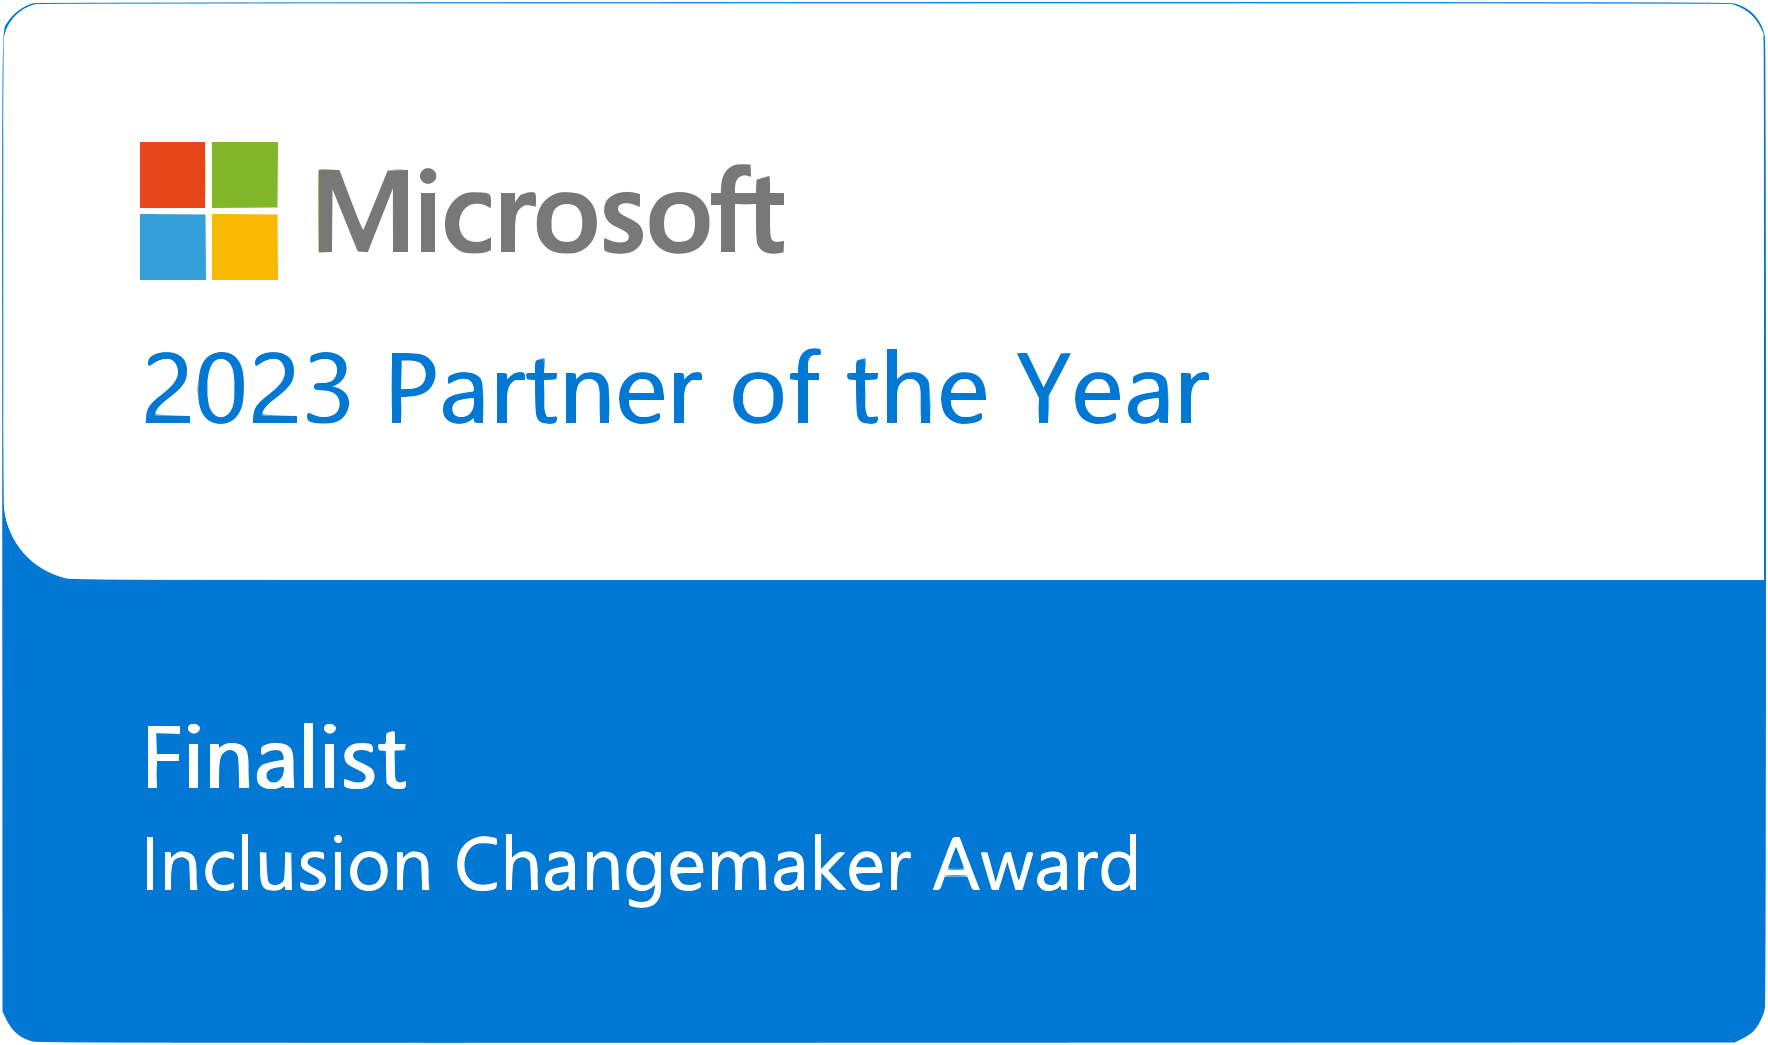 Microsoft
2023 Partner of the Year
Finalist
Inclusion Changemaker Award